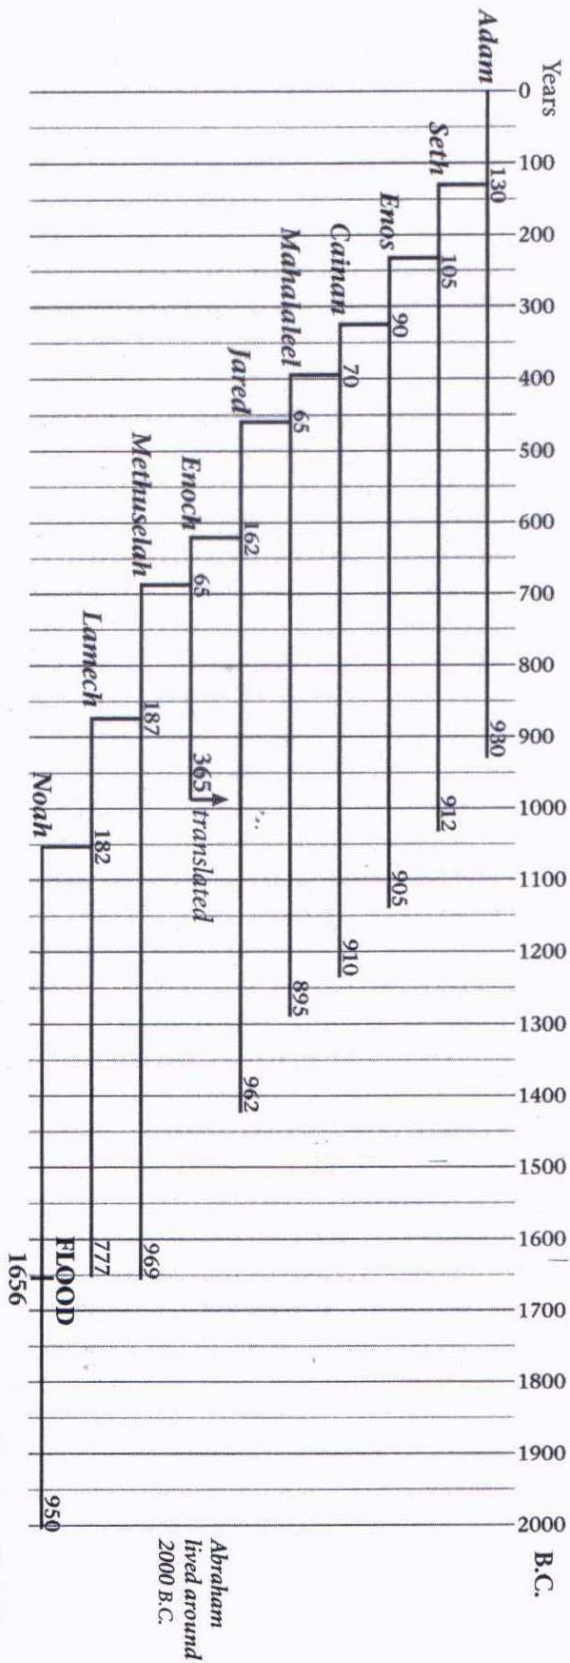 Years
0
100
200
300
400
500
600
700
800
900
1000
1100
1200
1300
1400
1500
1600
1700
1800
1900
2000
B.C.
Adam
130
930
Seth
105
912
Enos
90
905
Cainan
70
910
Mahalaleel
65
895
Jared
162
962
Enoch
65
365
translated
Methuselah
187
969
Lamech
182
777
Noah
FLOOD
1656
950
Abraham
lived around
2000 B.C.